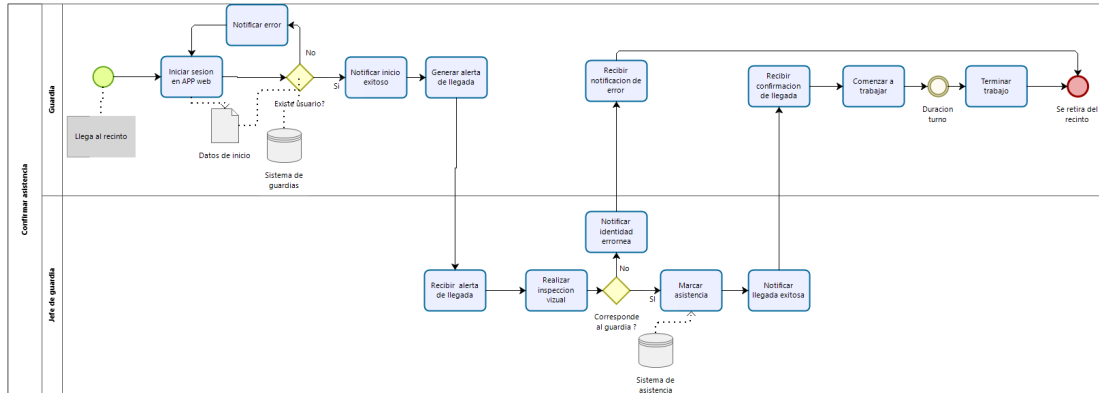 Confirmar asistencia
Guardia
Notificar error
No
Iniciar sesion
en APP web
Existe usuario?
Si
Notificar inicio
exitoso
Generar alerta
de llegada
Llega al recinto
Datos de inicio
Sistema de
guardias
Recibir
notificacion de
error
Recibir
confirmacion
de llegada
Comenzar a
trabajar
Duracion
turno
Terminar
trabajo
Se retira del
recinto
Jefe de guardia
Recibir alerta
de llegada
Realizar
inspeccion
vizual
Notificar
identidad
errornea
No
Corresponde
al guardia ?
SI
Marcar
asistencia
Notificar
llegada exitosa
Sistema de
asistencia